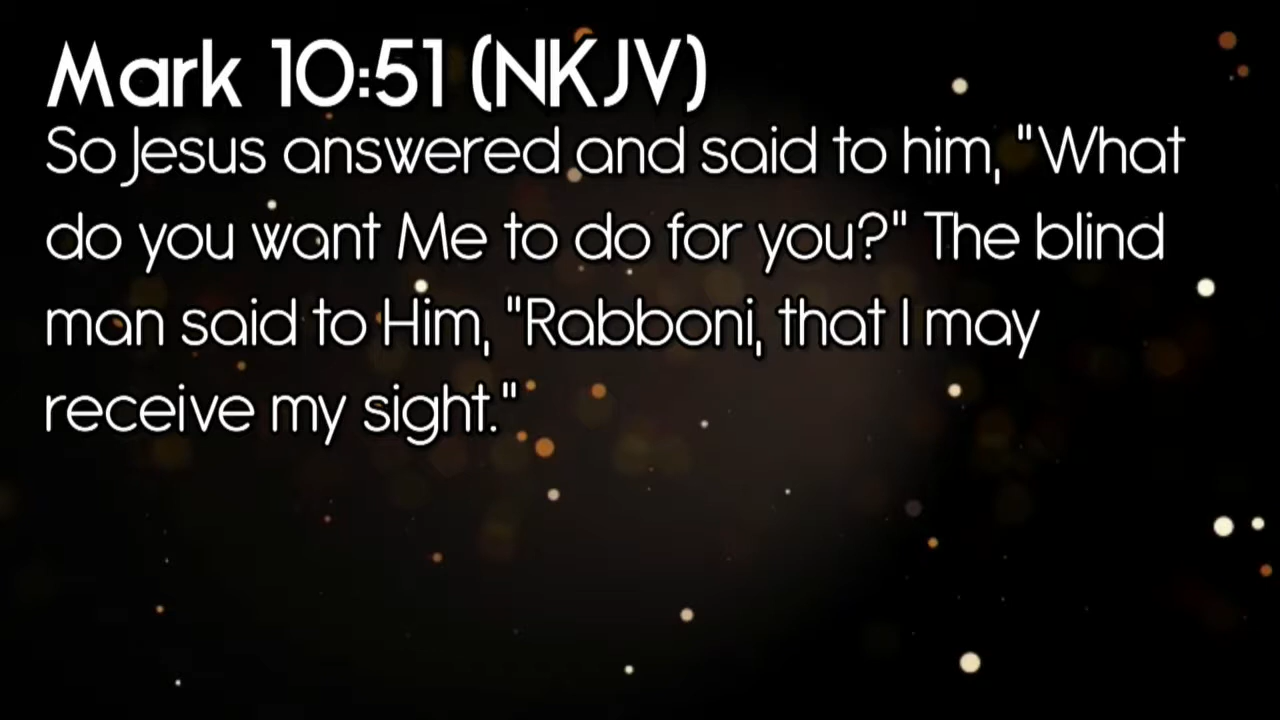 Mark 10:51 (NKJV)
So Jesus answered and said to him, "What
do you want Me to do for you?" The blind
man said to Him, "Rabboni, that I may
receive my sight."